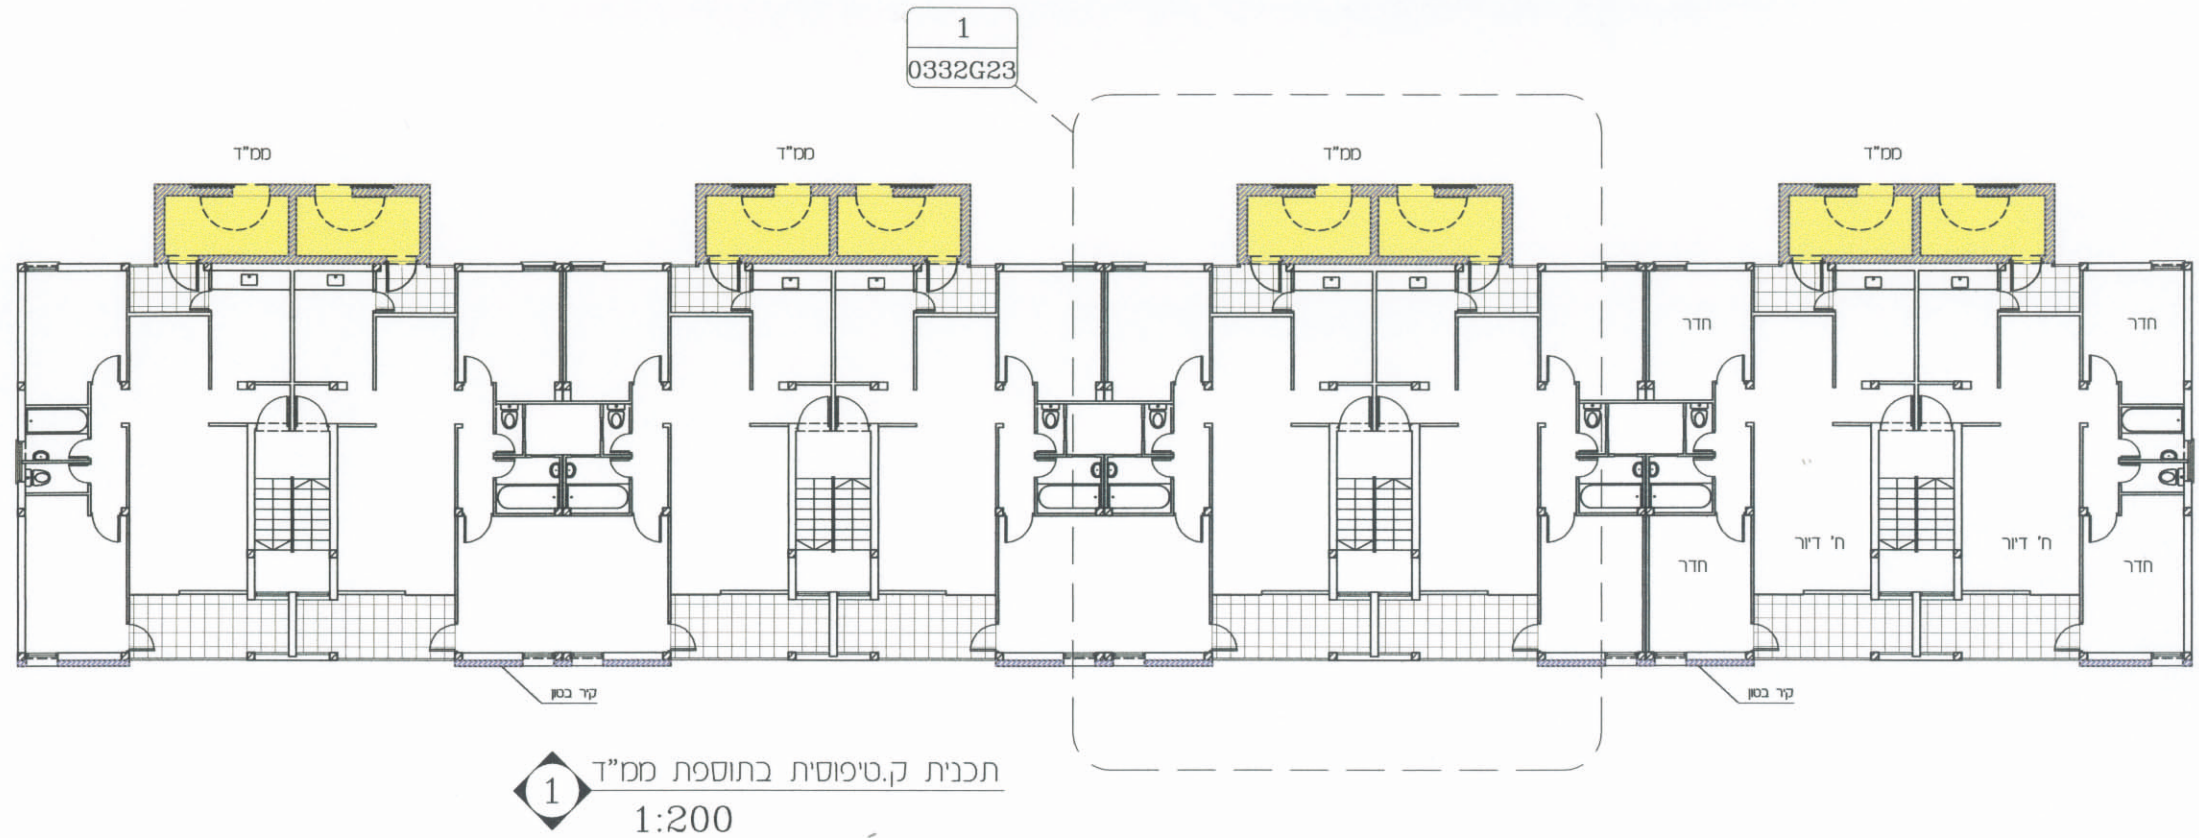 1
0332G23
ממ"ד
ממ"ד
ממ"ד
ממ"ד
חדר
חדר
ח' דיור
ח' דיור
חדר
חדר
קיר בטון
קיר בטון
1
תכנית ק.טיפוסית בתוספת ממ"ד
1:200